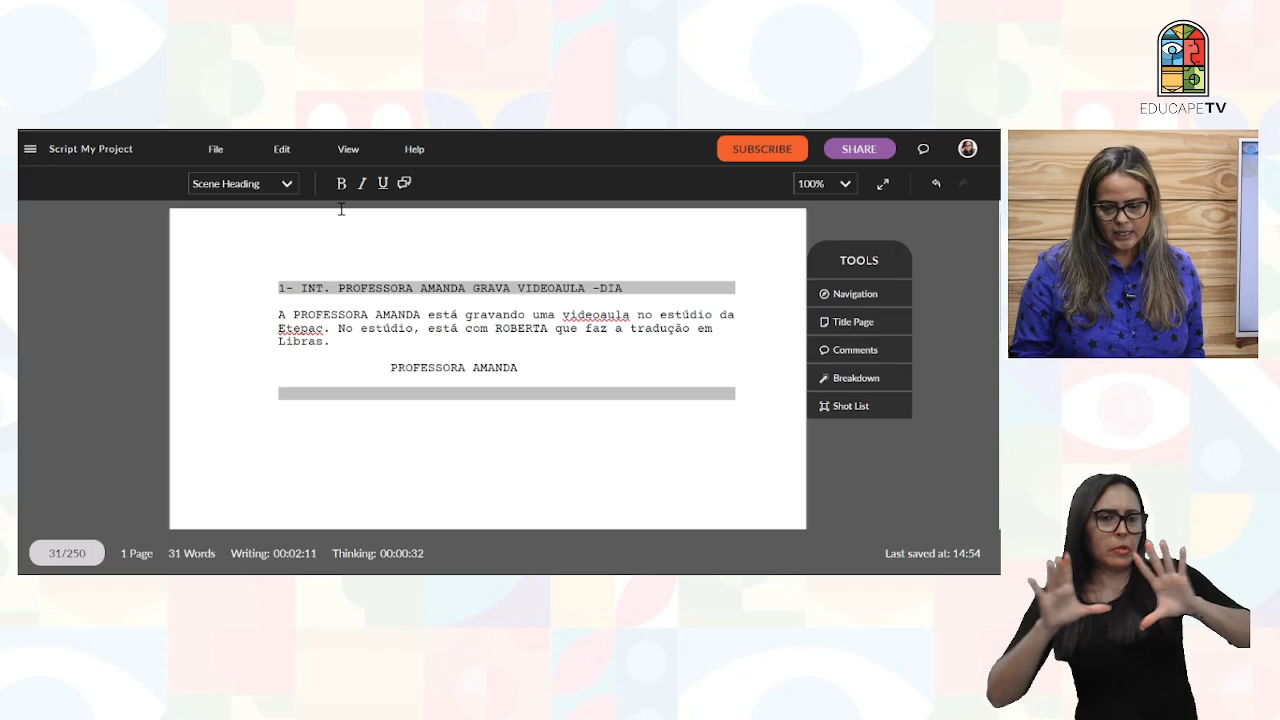 EDUCAPETV
Script My Project
File
Edit
View
Help
SUBSCRIBE
SHARE
Scene Heading
B I U
100%
1- INT. PROFESSORA AMANDA GRAVA VIDEOAULA -DIA
A PROFESSORA AMANDA está gravando uma videoaula no estúdio da
Etepac. No estúdio, está com ROBERTA que faz a tradução em
Libras.
PROFESSORA AMANDA
TOOLS
Navigation
Title Page
Comments
Breakdown
Shot List
31/250
1 Page
31 Words
Writing: 00:02:11
Thinking: 00:00:32
Last saved at: 14:54